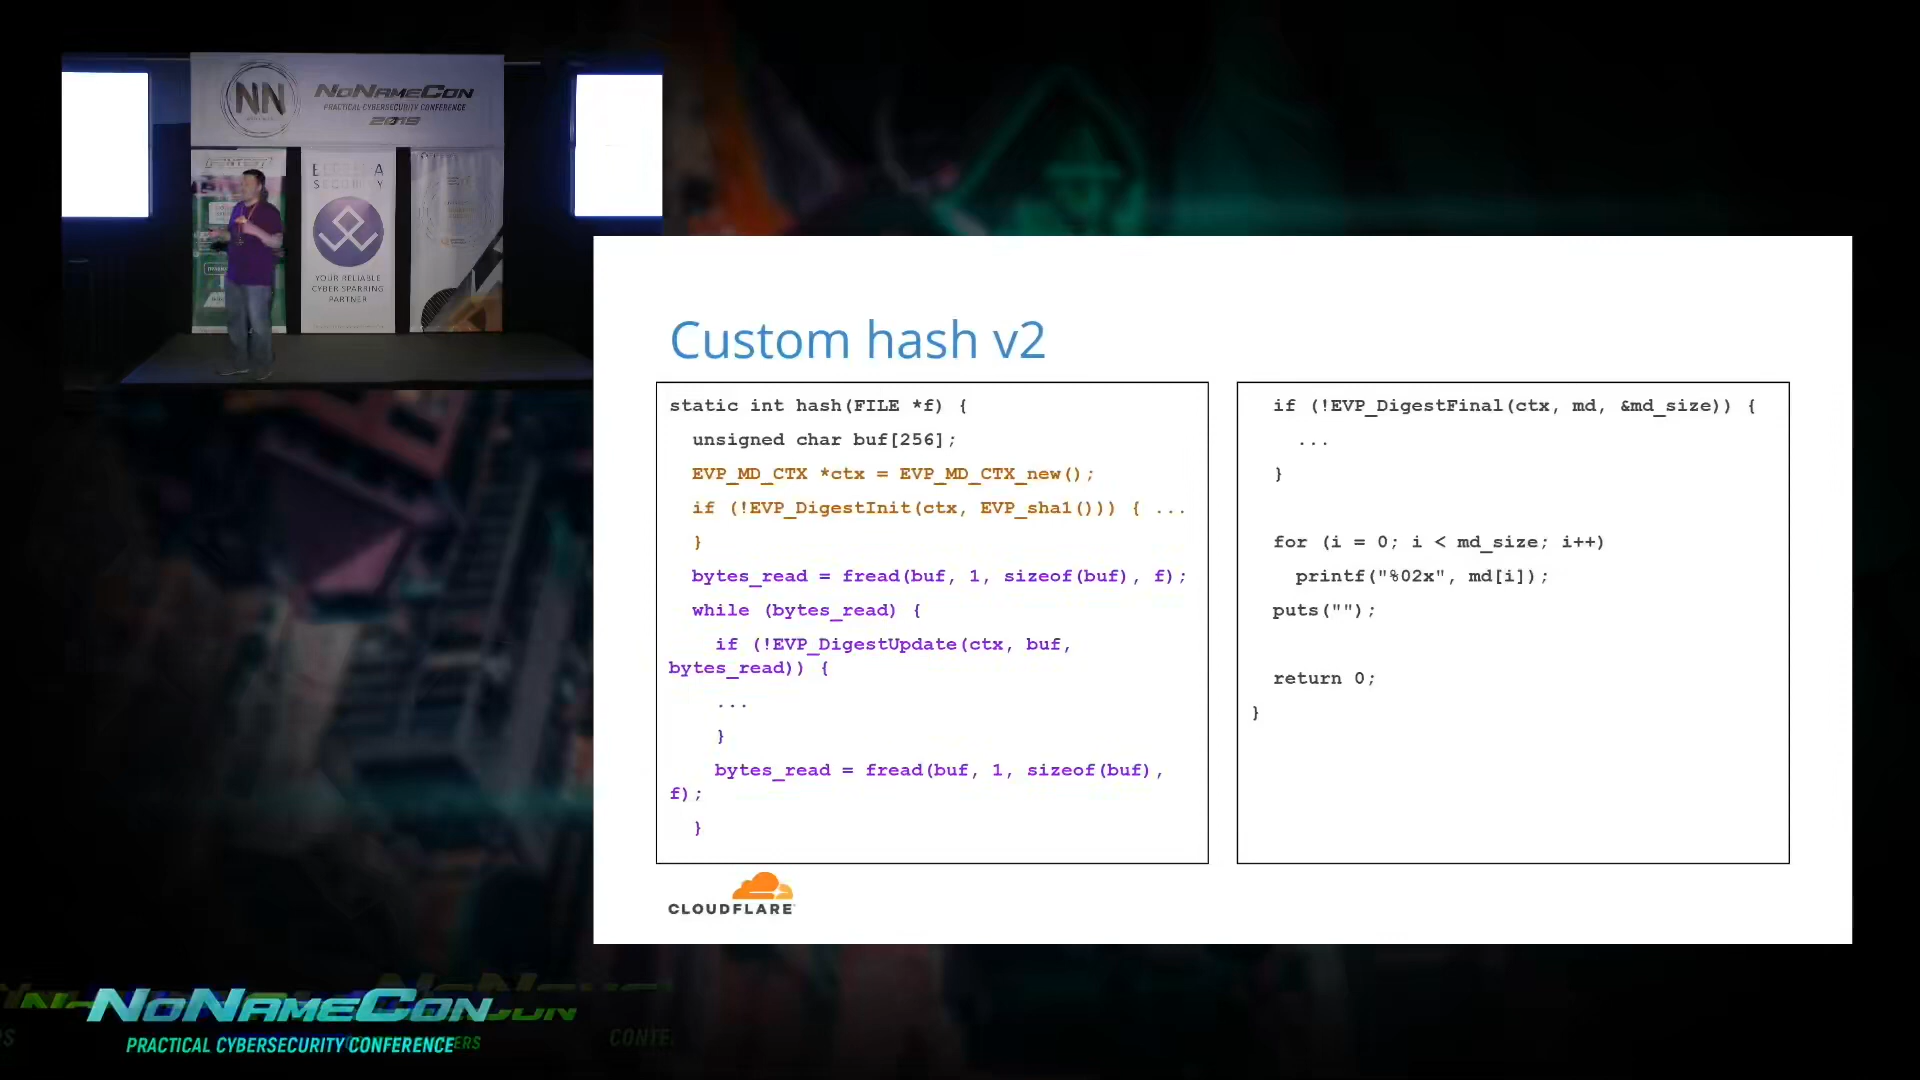 NN
NoNameCon
PRACTICAL CYBERSECURITY CONFERENCE
2019
SECURITY
YOUR RELIABLE
CYBER SPARRING
PARTNER
Custom hash v2
static int hash(FILE *f) {
unsigned char buf[256];
EVP_MD_CTX *ctx = EVP_MD_CTX_new();
if (!EVP_DigestInit(ctx, EVP_sha1())) { ...
}
bytes_read = fread(buf, 1, sizeof(buf), f);
while (bytes_read) {
if (!EVP_DigestUpdate(ctx, buf,
bytes_read)) {
...
}
bytes_read = fread(buf, 1, sizeof(buf),
f);
}
if (!EVP_DigestFinal(ctx, md, &md_size)) {
...
}
for (i = 0; i < md_size; i++)
printf("%02x", md[i]);
puts("");
return 0;
}
CLOUDFLARE
NoNameCon
PRACTICAL CYBERSECURITY CONFERENCE